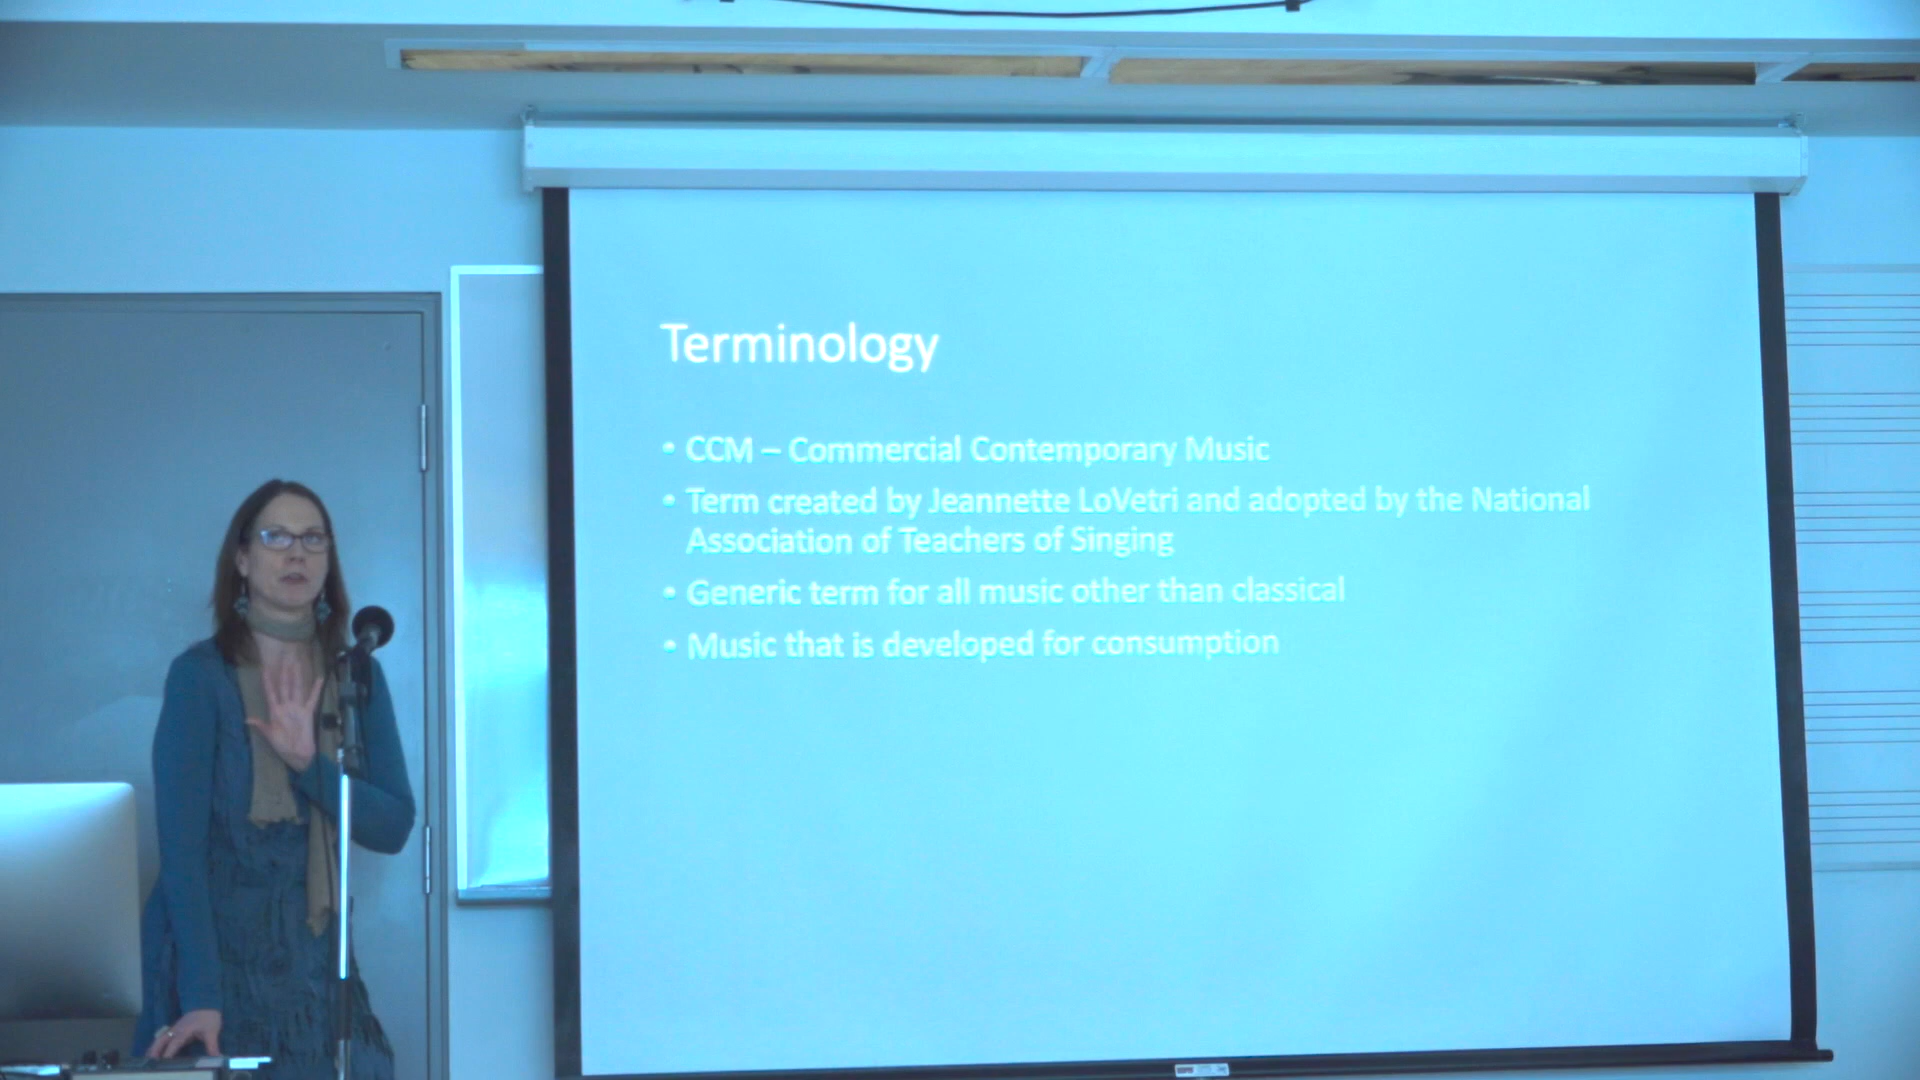 Terminology
• CCM – Commercial Contemporary Music
• Term created by Jeannette LoVetri and adopted by the National
Association of Teachers of Singing
• Generic term for all music other than classical
• Music that is developed for consumption